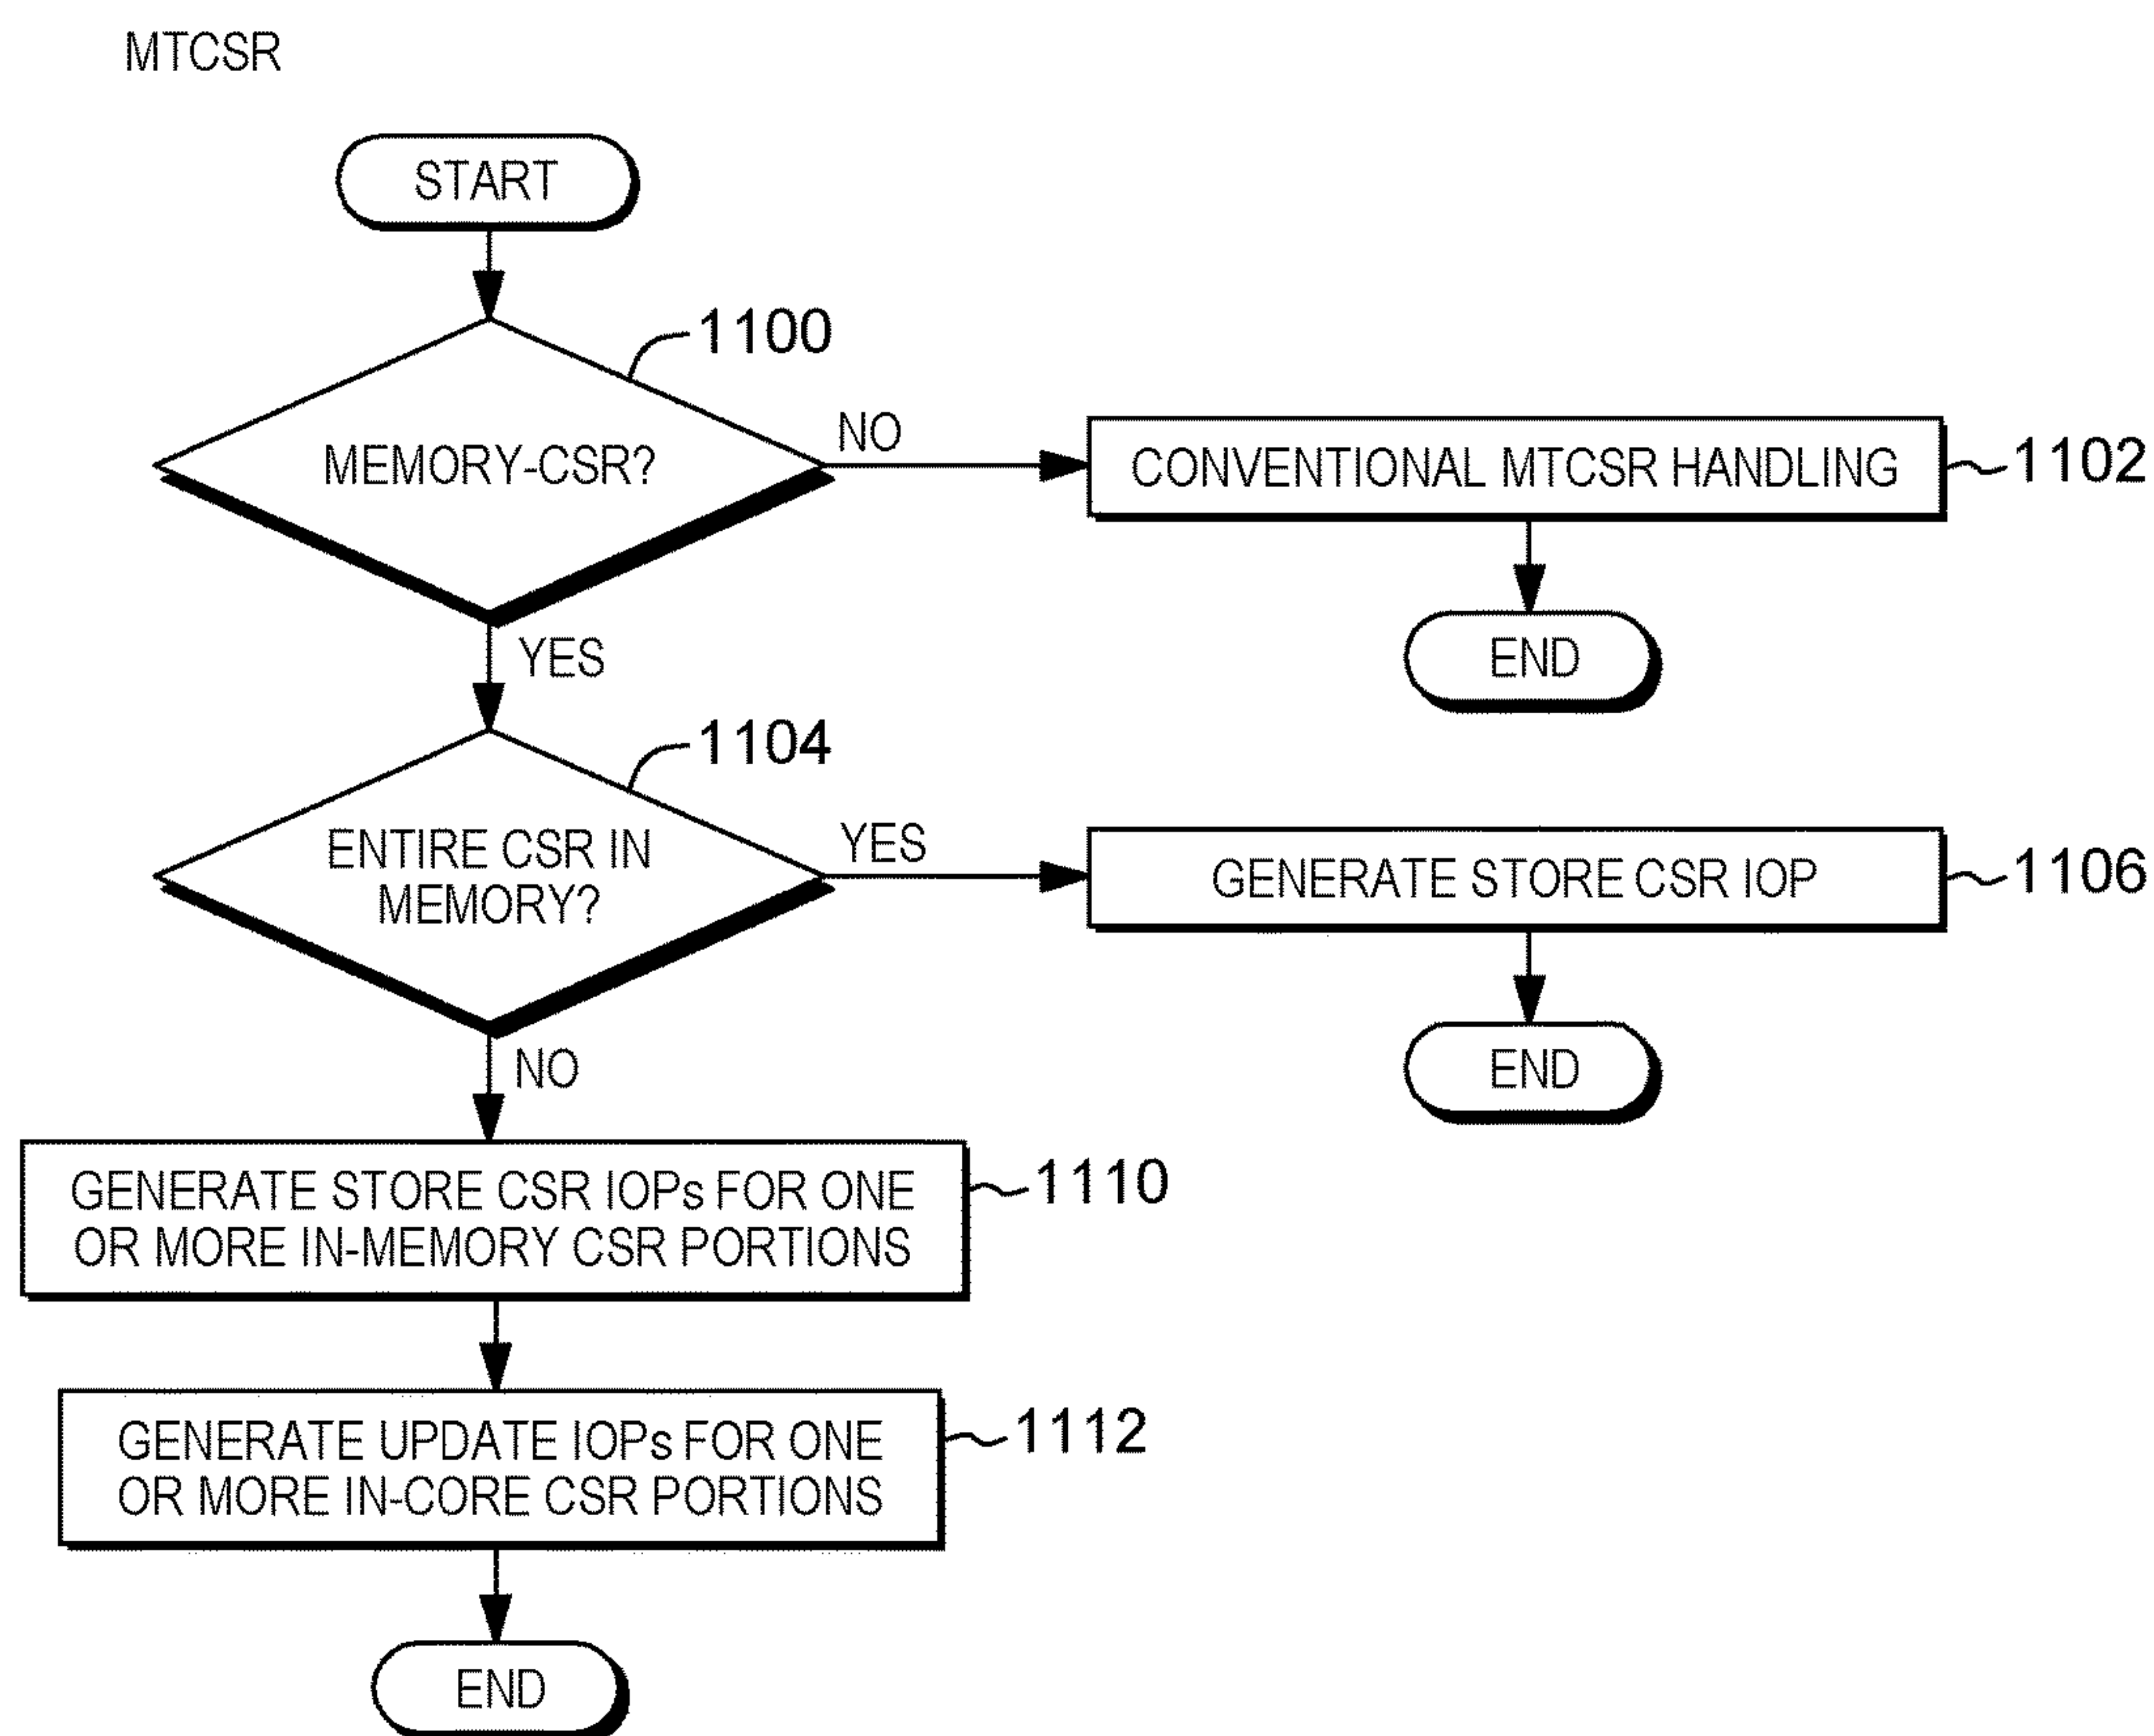 MTCSR
START
1100
MEMORY-CSR?
NO
CONVENTIONAL MTCSR HANDLING
1102
END
YES
1104
ENTIRE CSR IN
MEMORY?
YES
GENERATE STORE CSR IOP
1106
END
NO
GENERATE STORE CSR IOPs FOR ONE
OR MORE IN-MEMORY CSR PORTIONS
1110
GENERATE UPDATE IOPs FOR ONE
OR MORE IN-CORE CSR PORTIONS
1112
END